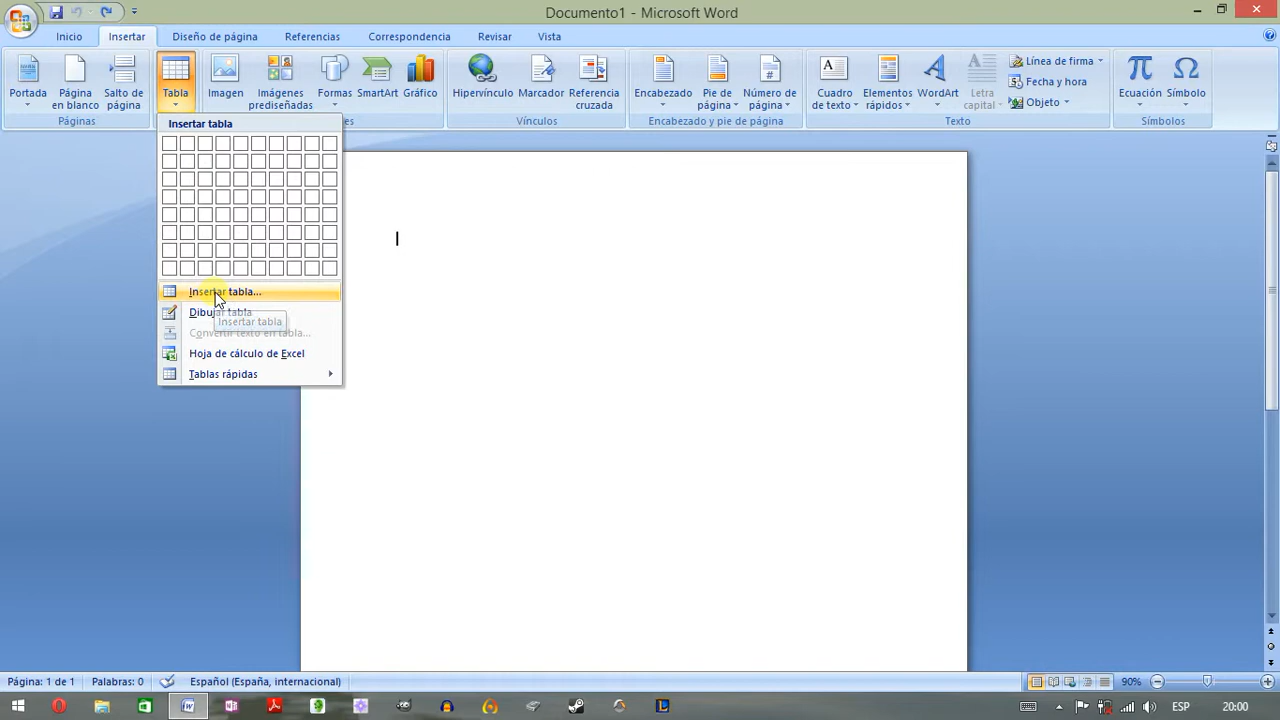 Documento1 - Microsoft Word
Inicio Insertar Diseño de página Referencias Correspondencia Revisar Vista
Portada
Página en blanco
Salto de página
Páginas
Tabla
Imagen
Imágenes prediseñadas
Formas
SmartArt
Gráfico
Hipervínculo
Marcador
Referencia cruzada
Vínculos
Encabezado
Pie de página
Número de página
Encabezado y pie de página
Cuadro de texto
Elementos rápidos
WordArt
Letra capital
Línea de firma
Fecha y hora
Objeto
Texto
Ecuación
Símbolo
Símbolos
Insertar tabla
Insertar tabla...
Dibujar tabla
Insertar tabla
Convertir texto en tabla...
Hoja de cálculo de Excel
Tablas rápidas
Página: 1 de 1 Palabras: 0 Español (España, internacional) 90%
ESP 20:00